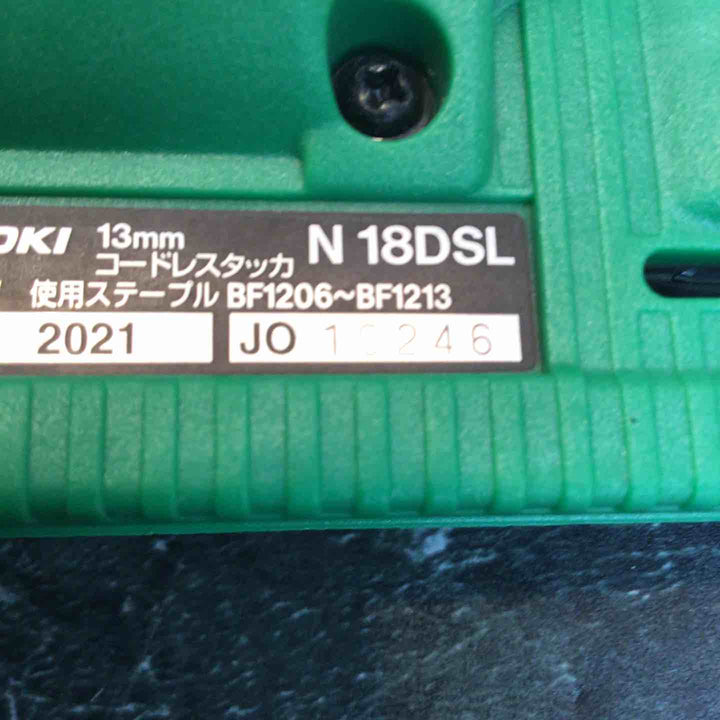 OKI 13mm N 18DSL
コードレスタッカ
使用ステープル BF1206～BF1213
2021 JO